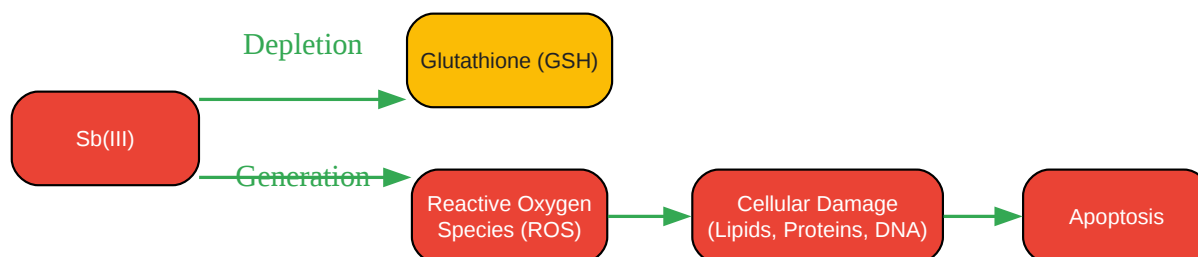 Depletion
Glutathione (GSH)
Sb(III)
Generation
Reactive Oxygen
Species (ROS)
Cellular Damage
(Lipids, Proteins, DNA)
Apoptosis